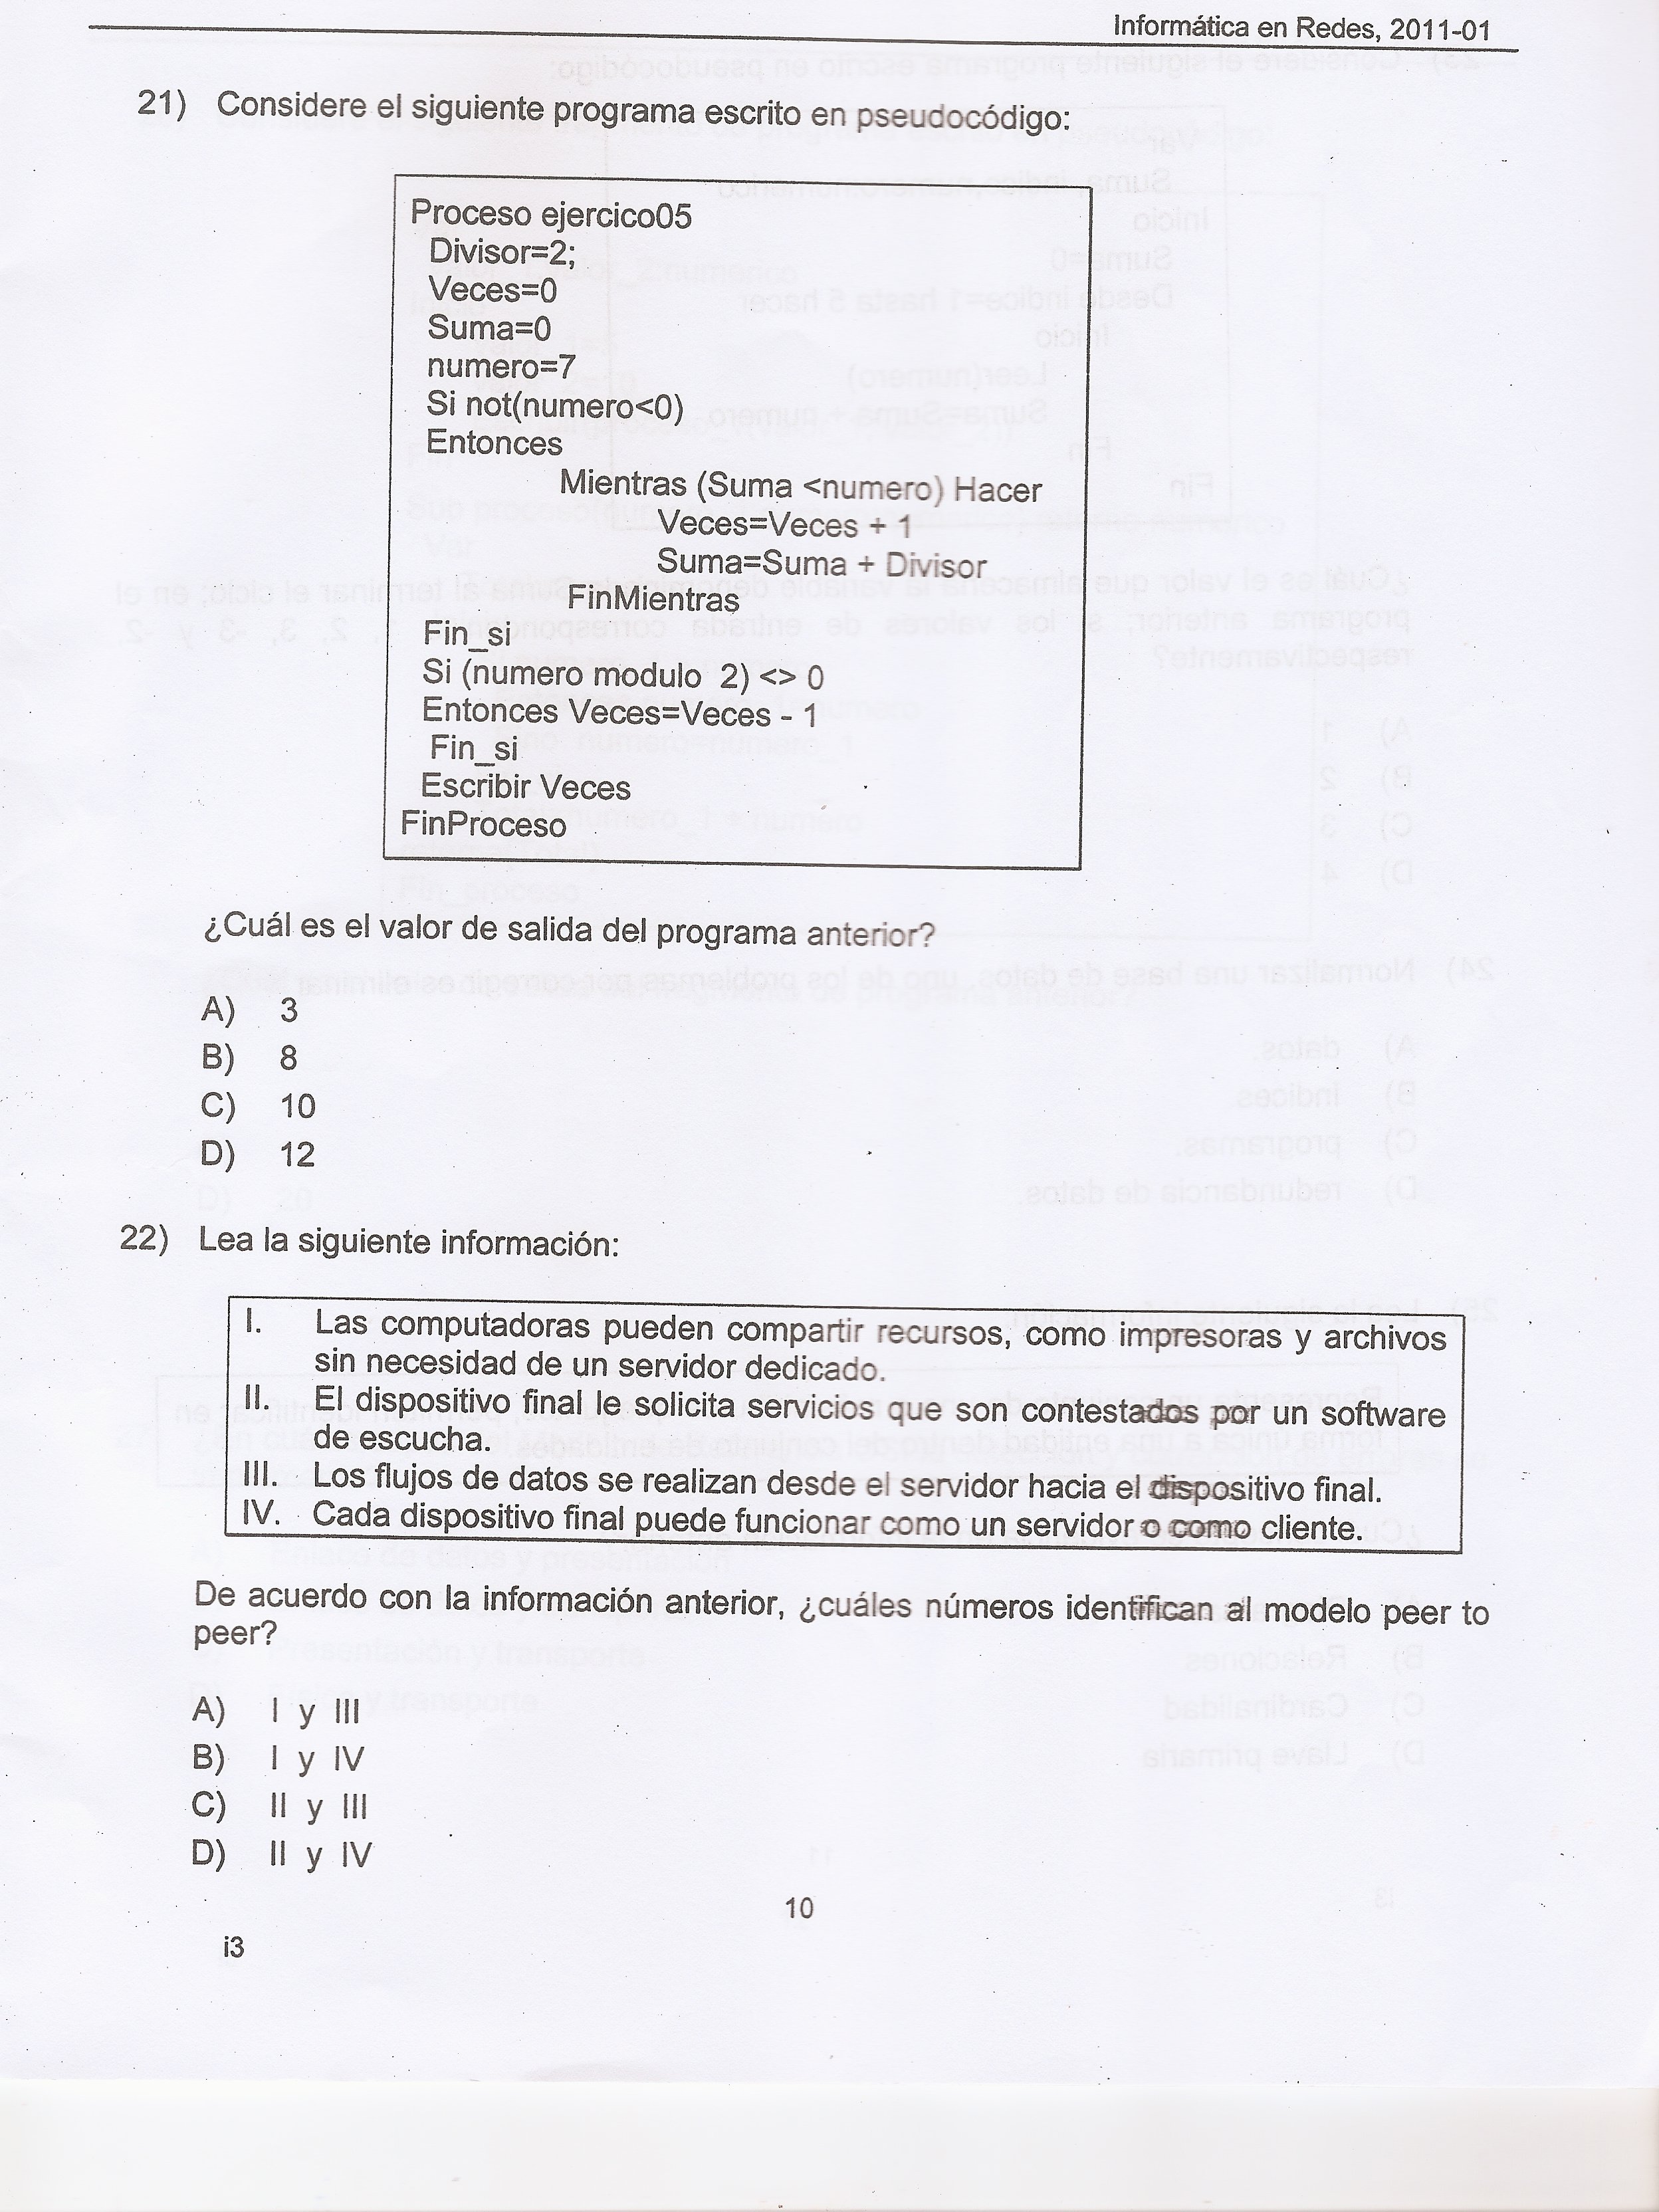 Informática en Redes, 2011-01
21) Considere el siguiente programa escrito en pseudocódigo:
Proceso ejercico05
Divisor=2;
Veces=0
Suma=0
numero=7
Si not(numero<0)
Entonces
Mientras (Suma <numero) Hacer
Veces=Veces + 1
Suma=Suma + Divisor
FinMientras
Fin_si
Si (numero modulo 2) <> 0
Entonces Veces=Veces - 1
Fin_si
Escribir Veces
FinProceso
¿Cuál es el valor de salida del programa anterior?
A) 3
B) 8
C) 10
D) 12
22) Lea la siguiente información:
I. Las computadoras pueden compartir recursos, como impresoras y archivos
sin necesidad de un servidor dedicado.
II. El dispositivo final le solicita servicios que son contestados por un software
de escucha.
III. Los flujos de datos se realizan desde el servidor hacia el dispositivo final.
IV. Cada dispositivo final puede funcionar como un servidor o como cliente.
De acuerdo con la información anterior, ¿cuáles números identifican al modelo peer to
peer?
A) I y III
B) I y IV
C) II y III
D) II y IV
10
i3